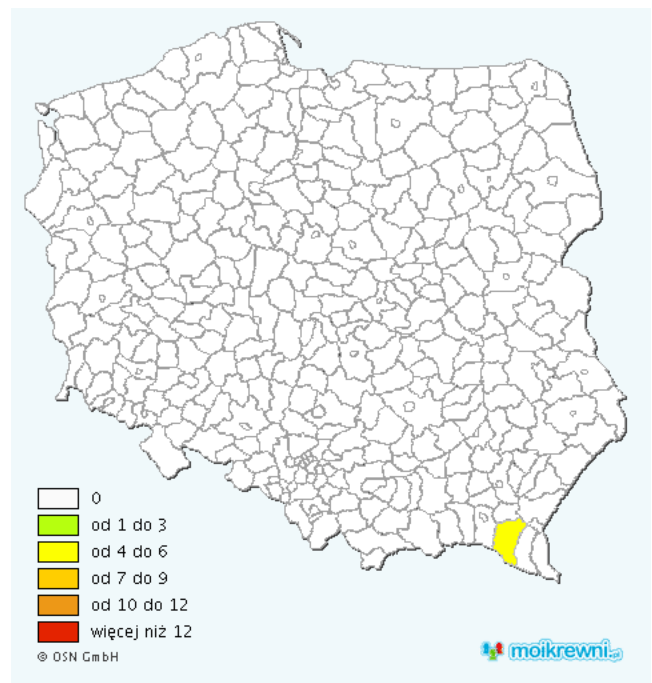 0
od 1 do 3
od 4 do 6
od 7 do 9
od 10 do 12
więcej niż 12
© OSN GmbH
moikrewni.pl